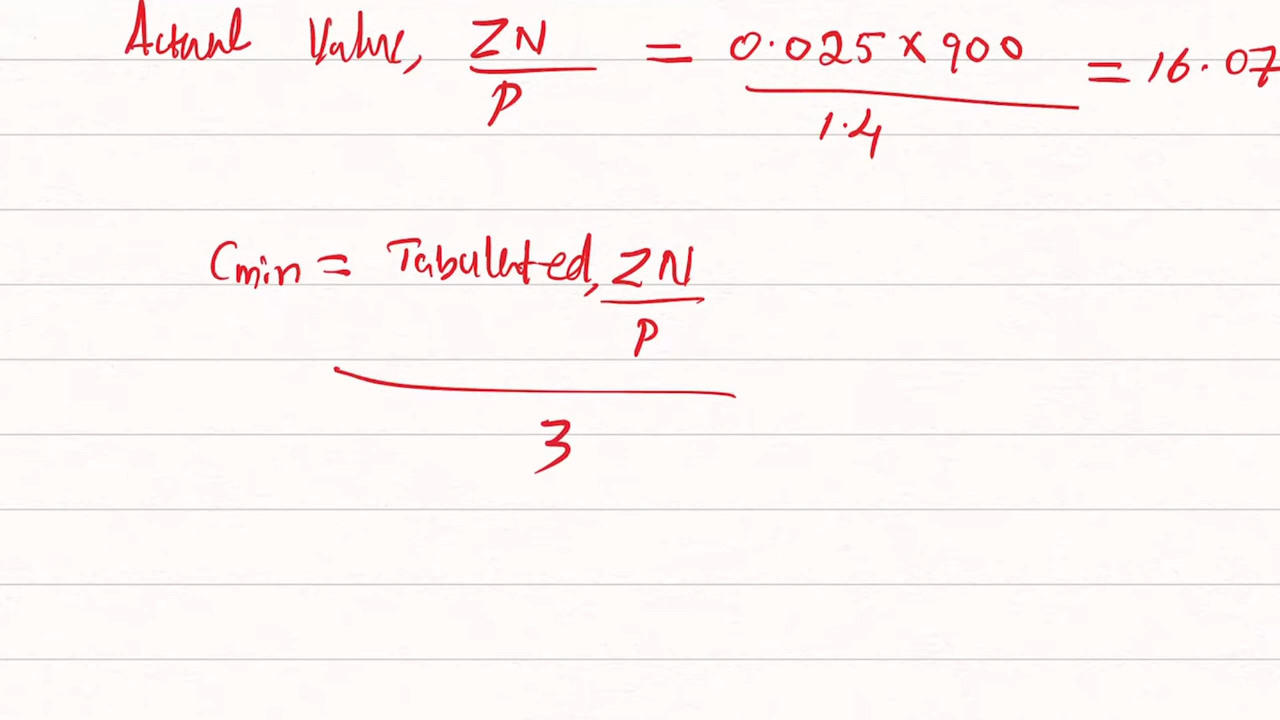 Actual Value, ZN/P = 0.025 x 900 / 1.4 = 16.07
Cmin = Tabulated, ZN/P / 3